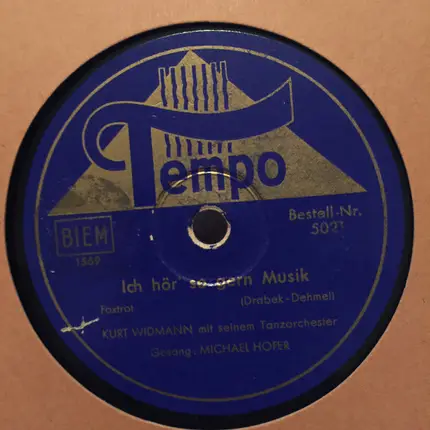 Tempo
BIEM
1569
Bestell-Nr.
Ich hör' so gern Musik
Foxtrot
(Drabek-Dehmel)
KURT WIDMANN mit seinem Tanzorchester
Gesang: MICHAEL HOFER